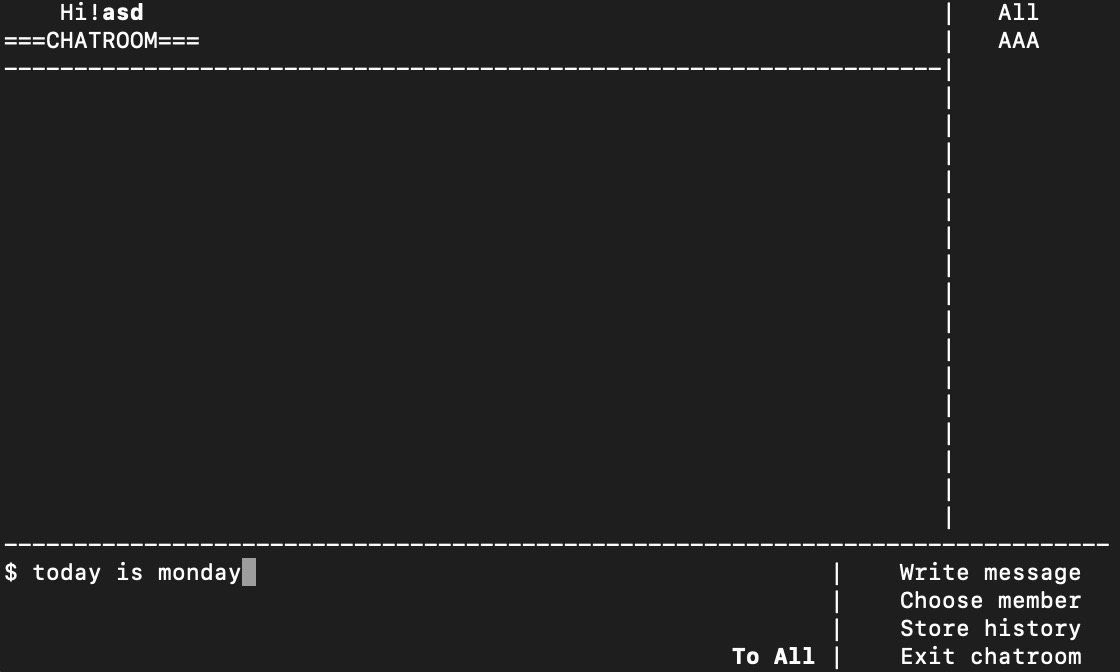 Hi!asd
===CHATROOM===
All
AAA
$ today is monday
To All
Write message
Choose member
Store history
Exit chatroom